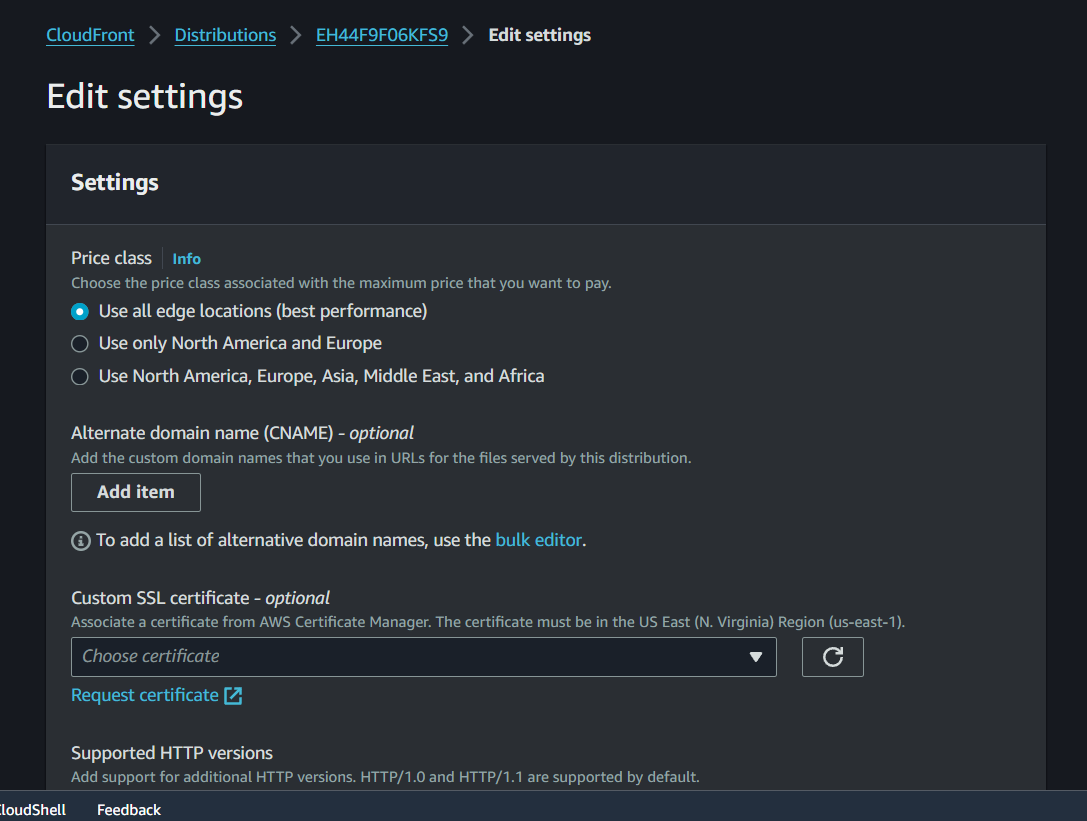 CloudFront > Distributions > EH44F9F06KFS9 > Edit settings
Edit settings
Settings
Price class Info
Choose the price class associated with the maximum price that you want to pay.
Use all edge locations (best performance)
Use only North America and Europe
Use North America, Europe, Asia, Middle East, and Africa
Alternate domain name (CNAME) - optional
Add the custom domain names that you use in URLs for the files served by this distribution.
Add item
To add a list of alternative domain names, use the bulk editor.
Custom SSL certificate - optional
Associate a certificate from AWS Certificate Manager. The certificate must be in the US East (N. Virginia) Region (us-east-1).
Choose certificate
Request certificate
Supported HTTP versions
Add support for additional HTTP versions. HTTP/1.0 and HTTP/1.1 are supported by default.
CloudShell Feedback